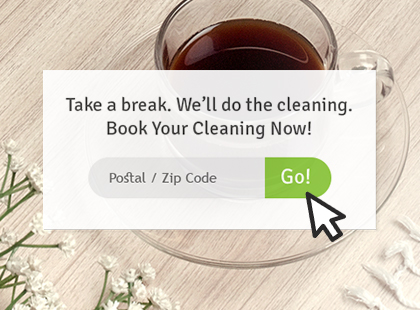 Take a break. We'll do the cleaning.
Book Your Cleaning Now!
Postal / Zip Code
Go!